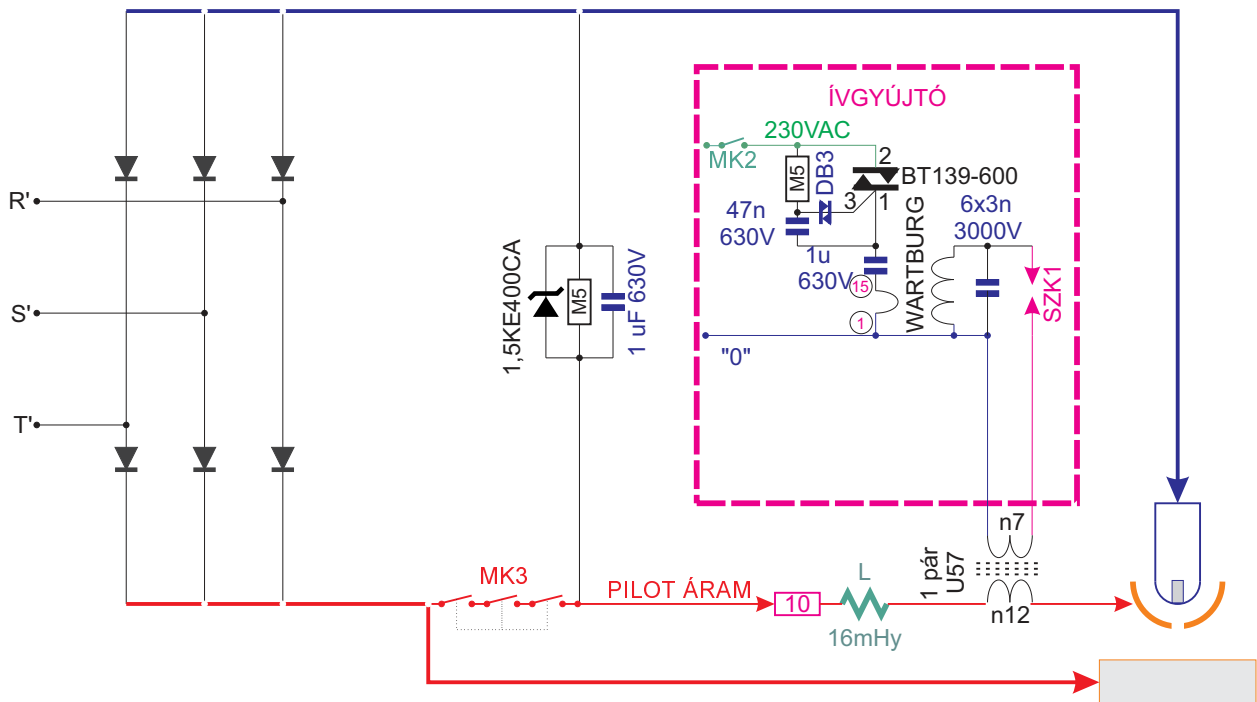 ÍVGYÚJTÓ
230VAC
MK2
M5
DB3
2
BT139-600
3
1
47n
630V
6x3n
3000V
1u
630V
15
1
WARTBURG
SZK1
"0"
R'
S'
T'
1,5KE400CA
M5
1 uF 630V
n7
1 pár
U57
n12
MK3
PILOT ÁRAM
10
L
16mHy